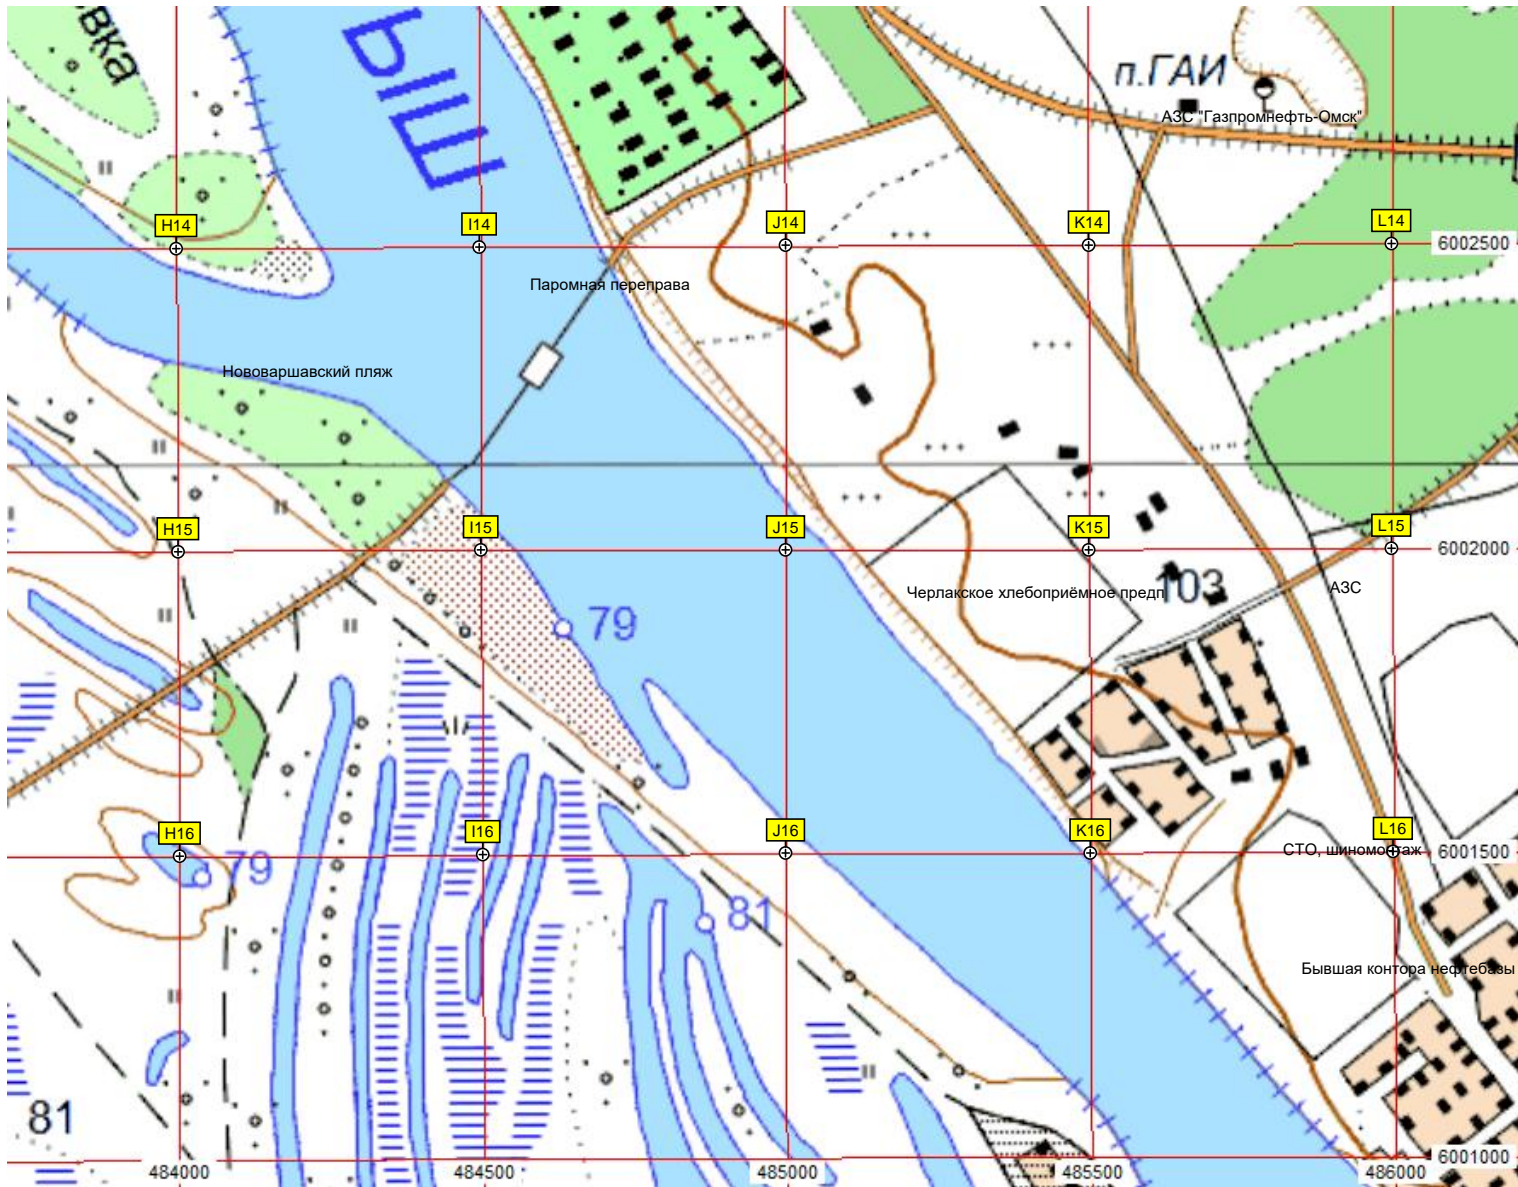 вка
ЫШ
п.ГАИ
АЗС "Газпромнефть-Омск"
H14
I14
J14
K14
L14
6002500
Паромная переправа
Нововаршавский пляж
H15
I15
J15
K15
L15
6002000
Черлакское хлебоприёмное предп
103
АЗС
79
H16
I16
J16
K16
L16
СТО, шиномонтаж
6001500
79
81
Бывшая контора нефтебазы
81
6001000
484000
484500
485000
485500
486000